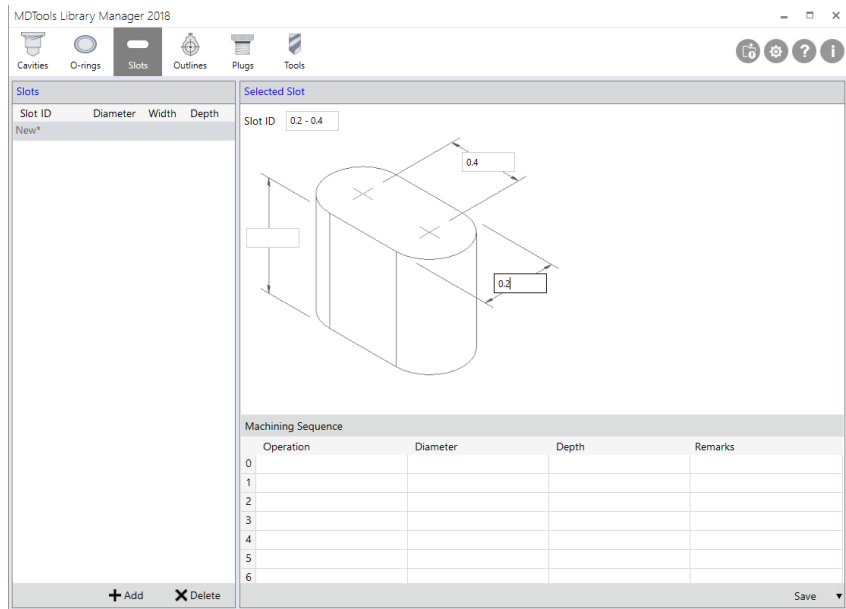 MDTools Library Manager 2018
Cavities O-rings Slots Outlines Plugs Tools
Slots
Slot ID Diameter Width Depth
New*
Selected Slot
Slot ID 0.2 - 0.4
0.4
0.2
Machining Sequence
Operation Diameter Depth Remarks
0
1
2
3
4
5
6
Add Delete
Save